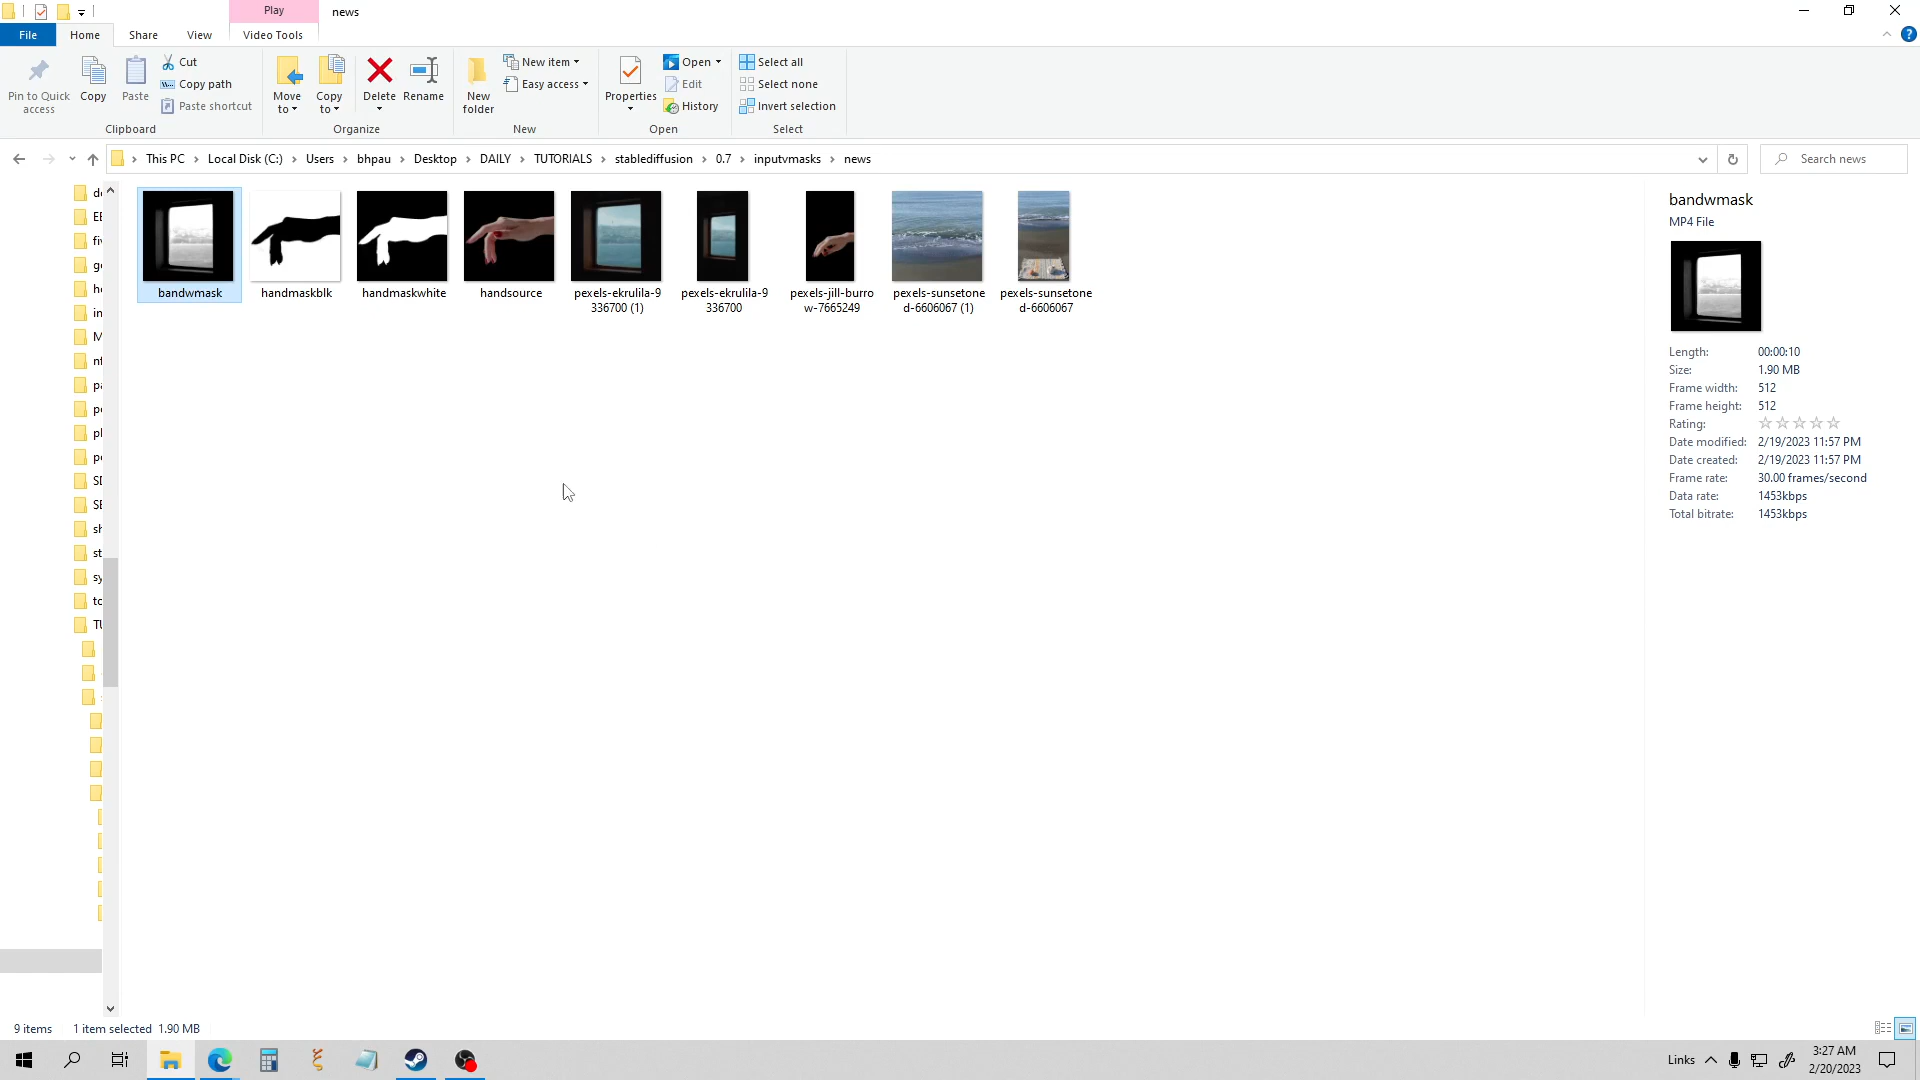 Play
news
File
Home
Share
View
Video Tools
Pin to Quick access
Copy
Paste
Cut
Copy path
Paste shortcut
Move to
Copy to
Delete
Rename
New folder
New item
Easy access
Properties
Open
Edit
History
Select all
Select none
Invert selection
Clipboard
Organize
New
Open
Select
This PC > Local Disk (C:) > Users > bhpau > Desktop > DAILY > TUTORIALS > stablediffusion > 0.7 > inputvmasks > news
Search news
bandwmask
handmaskblk
handmaskwhite
handsource
pexels-ekrulila-9
336700 (1)
pexels-ekrulila-9
336700
pexels-jill-burro
w-7665249
pexels-sunsetone
d-6606067 (1)
pexels-sunsetone
d-6606067
bandwmask
MP4 File
Length: 00:00:10
Size: 1.90 MB
Frame width: 512
Frame height: 512
Rating:
Date modified: 2/19/2023 11:57 PM
Date created: 2/19/2023 11:57 PM
Frame rate: 30.00 frames/second
Data rate: 1453kbps
Total bitrate: 1453kbps
9 items
1 item selected 1.90 MB
Links
3:27 AM
2/20/2023